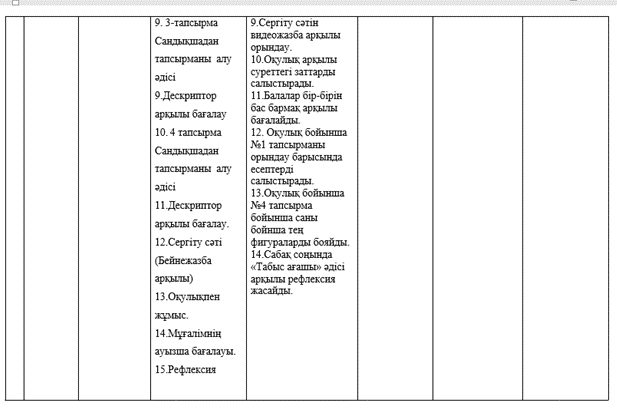 9. 3-тапсырма
Сандықшадан
тапсырманы алу
әдісі
9.Дескриптор
арқылы бағалау
10. 4 тапсырма
Сандықшадан
тапсырманы алу
әдісі
11.Дескриптор
арқылы бағалау.
12.Сергіту сәті
(Бейнежазба
арқылы)
13.Оқулықпен
жұмыс.
14.Мұғалімнің
ауызша бағалауы.
15.Рефлексия
9.Сергіту сәтін
видеожазба арқылы
орындау.
10.Оқулық арқылы
суреттегі заттарды
салыстырады.
11.Балалар бір-бірін
бас бармақ арқылы
бағалайды.
12. Оқулық бойынша
№1 тапсырманы
орындау барысында
есептерді
салыстырады.
13.Оқулық бойынша
№4 тапсырма
бойынша саны
бойнша тең
фигураларды бояйды.
14.Сабақ соңында
«Табыс ағашы» әдісі
арқылы рефлексия
жасайды.